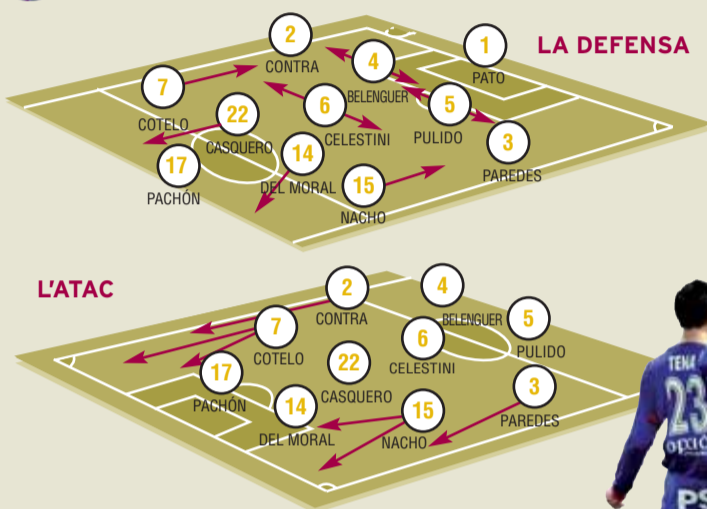 LA DEFENSA
2
CONTRA
4
BELENGUER
1
PATO
7
COTELO
22
CASQUERO
6
CELESTINI
5
PULIDO
3
PAREDES
17
PACHÓN
14
DEL MORAL
15
NACHO
L'ATAC
2
CONTRA
4
BELENGUER
5
PULIDO
7
COTELO
6
CELESTINI
22
CASQUERO
17
PACHÓN
14
DEL MORAL
15
NACHO
3
PAREDES
TENA
23
opció
PS